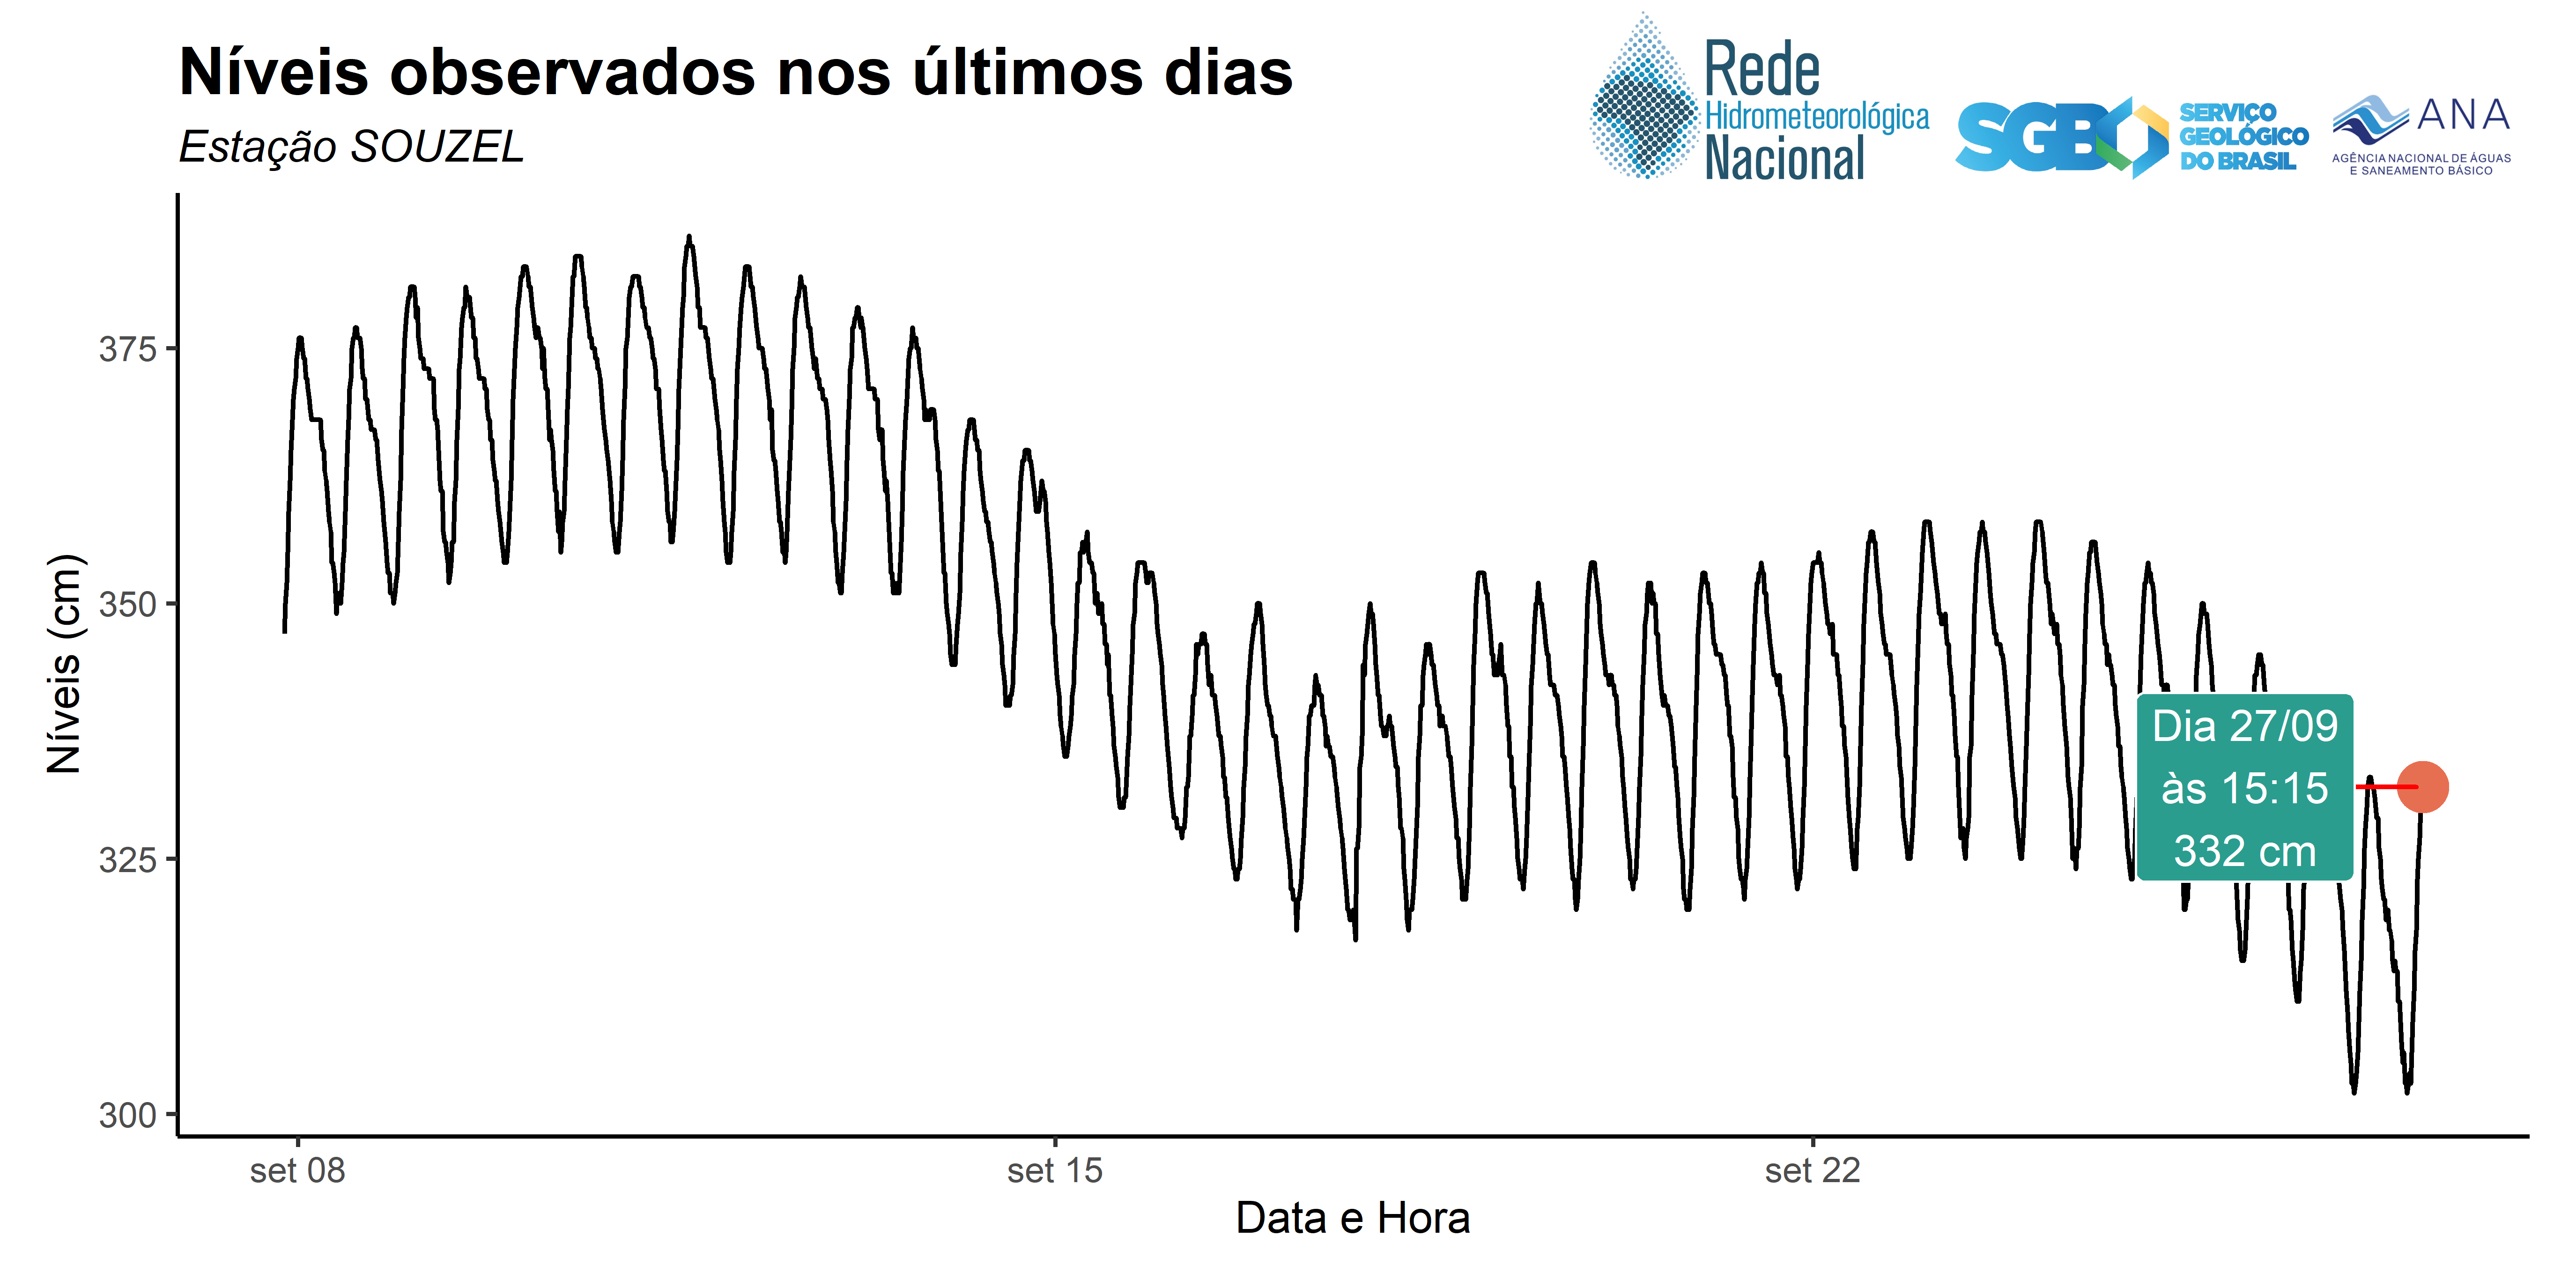 Níveis observados nos últimos dias
Estação SOUZEL
Rede
Hidrometeorológica
Nacional
SGB
SERVIÇO
GEOLÓGICO
DO BRASIL
ANA
AGÊNCIA NACIONAL DE ÁGUAS
E SANEAMENTO BÁSICO
Níveis (cm)
375
350
325
300
Dia 27/09
às 15:15
332 cm
set 08
set 15
set 22
Data e Hora